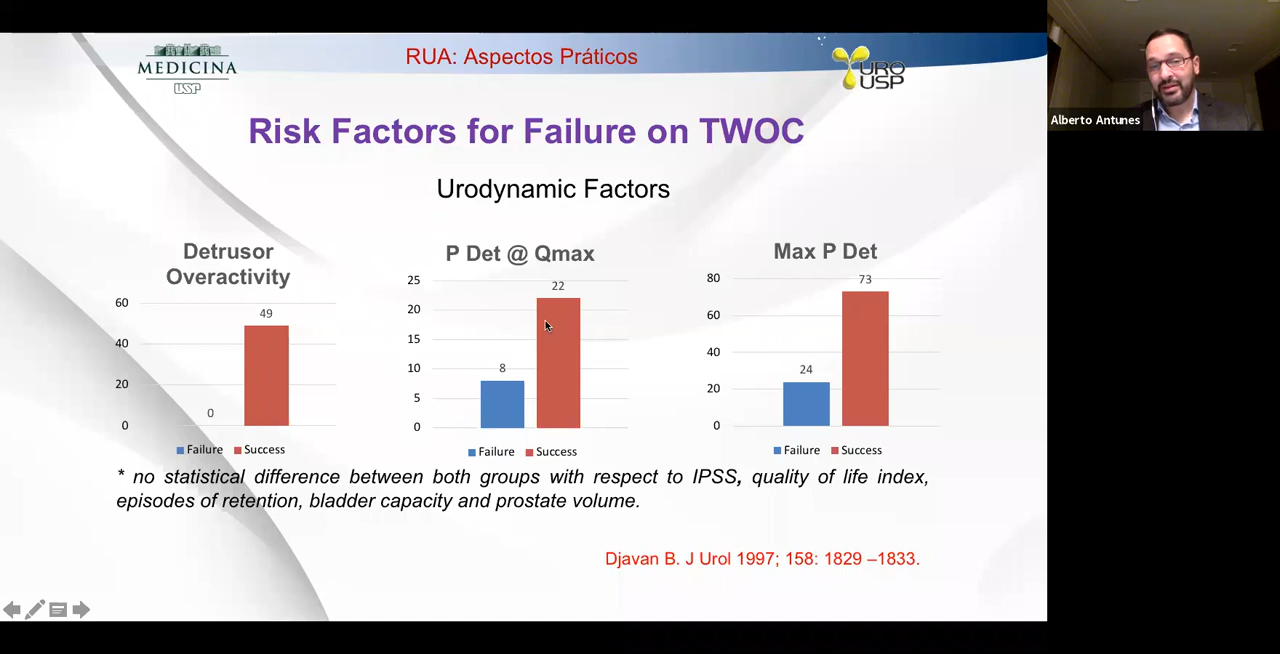 MEDICINA
USP
RUA: Aspectos Práticos
URO
USP
Alberto Antunes
Risk Factors for Failure on TWOC
Urodynamic Factors
Detrusor
Overactivity
60
40
20
0
0
49
Failure Success
P Det @ Qmax
25
20
15
10
5
0
8
22
Failure Success
Max P Det
80
60
40
20
0
24
73
Failure Success
* no statistical difference between both groups with respect to IPSS, quality of life index,
episodes of retention, bladder capacity and prostate volume.
Djavan B. J Urol 1997; 158: 1829 –1833.